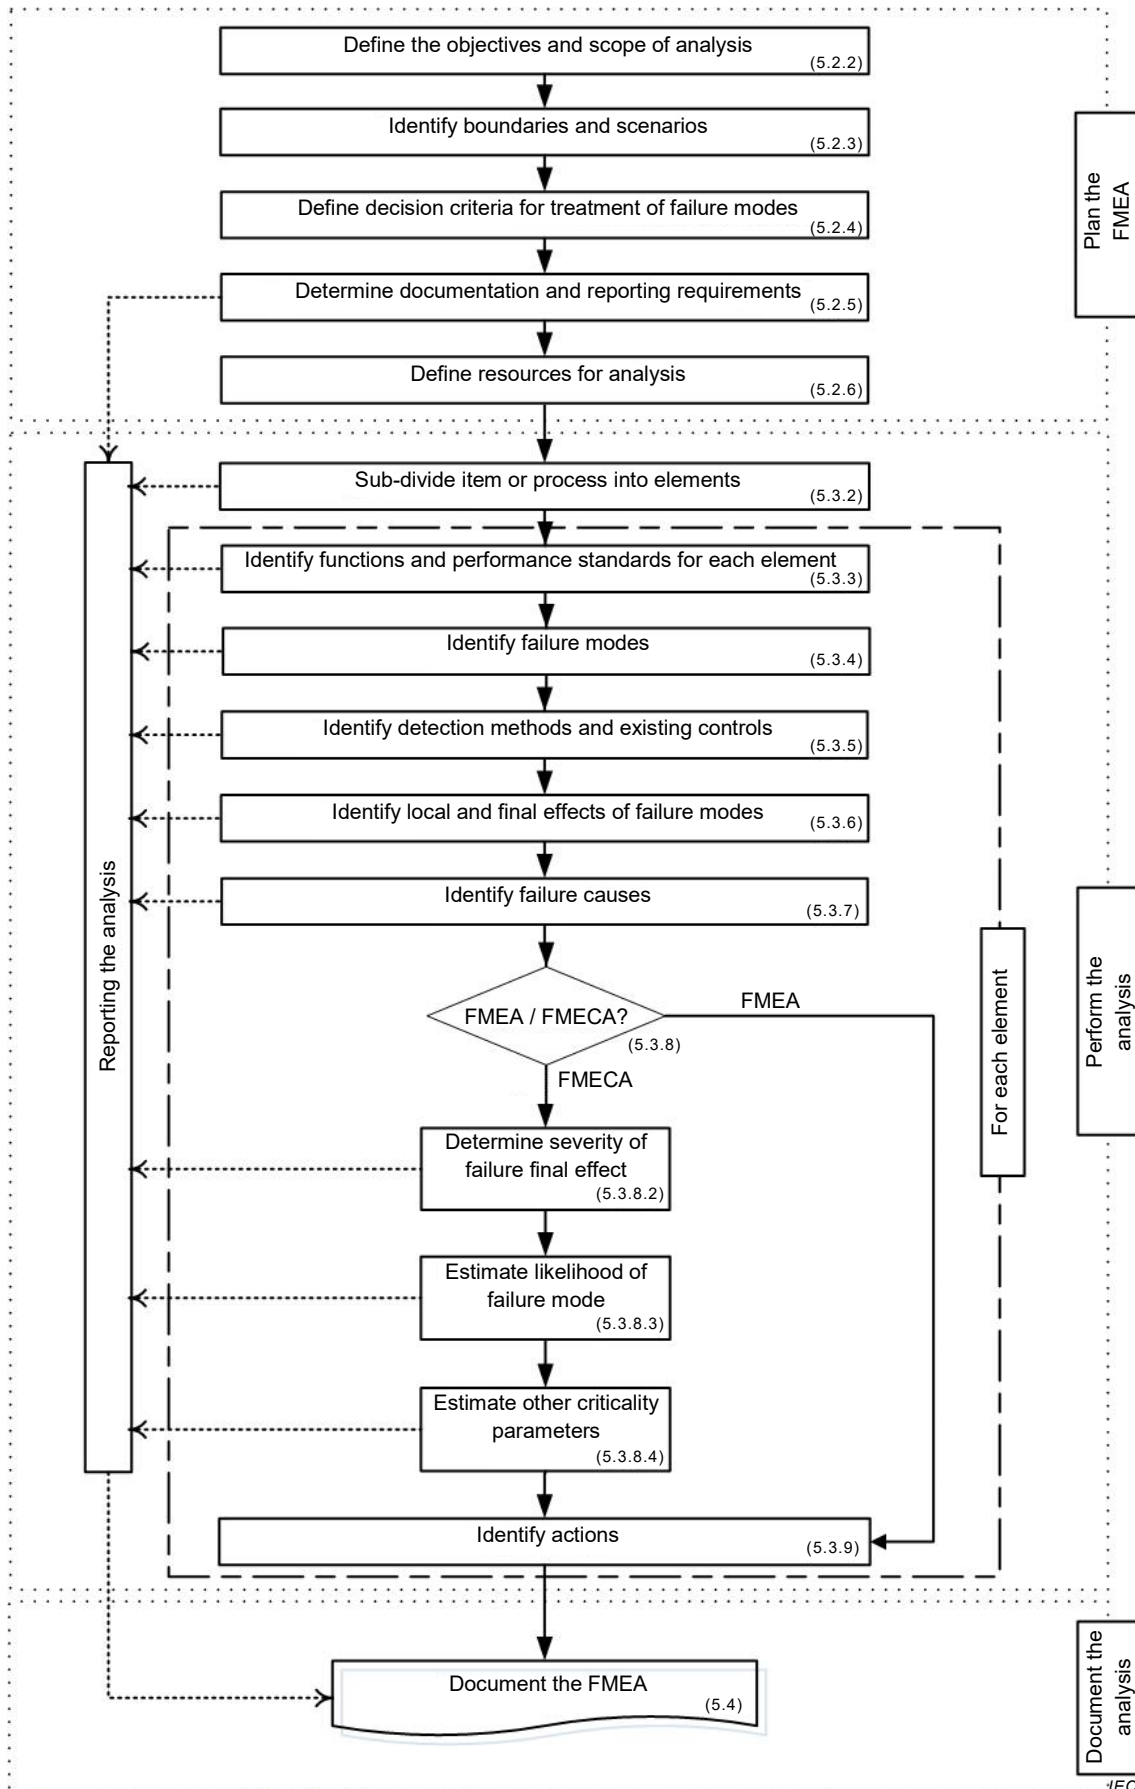 Define the objectives and scope of analysis
(5.2.2)
Identify boundaries and scenarios
(5.2.3)
Define decision criteria for treatment of failure modes
(5.2.4)
Determine documentation and reporting requirements
(5.2.5)
Define resources for analysis
(5.2.6)
Plan the
FMEA
Sub-divide item or process into elements
(5.3.2)
Identify functions and performance standards for each element
(5.3.3)
Identify failure modes
(5.3.4)
Identify detection methods and existing controls
(5.3.5)
Identify local and final effects of failure modes
(5.3.6)
Identify failure causes
(5.3.7)
Reporting the analysis
FMEA / FMECA?
(5.3.8)
FMEA
FMECA
For each element
Perform the
analysis
Determine severity of
failure final effect
(5.3.8.2)
Estimate likelihood of
failure mode
(5.3.8.3)
Estimate other criticality
parameters
(5.3.8.4)
Identify actions
(5.3.9)
Document the FMEA
(5.4)
Document the
analysis
IEC